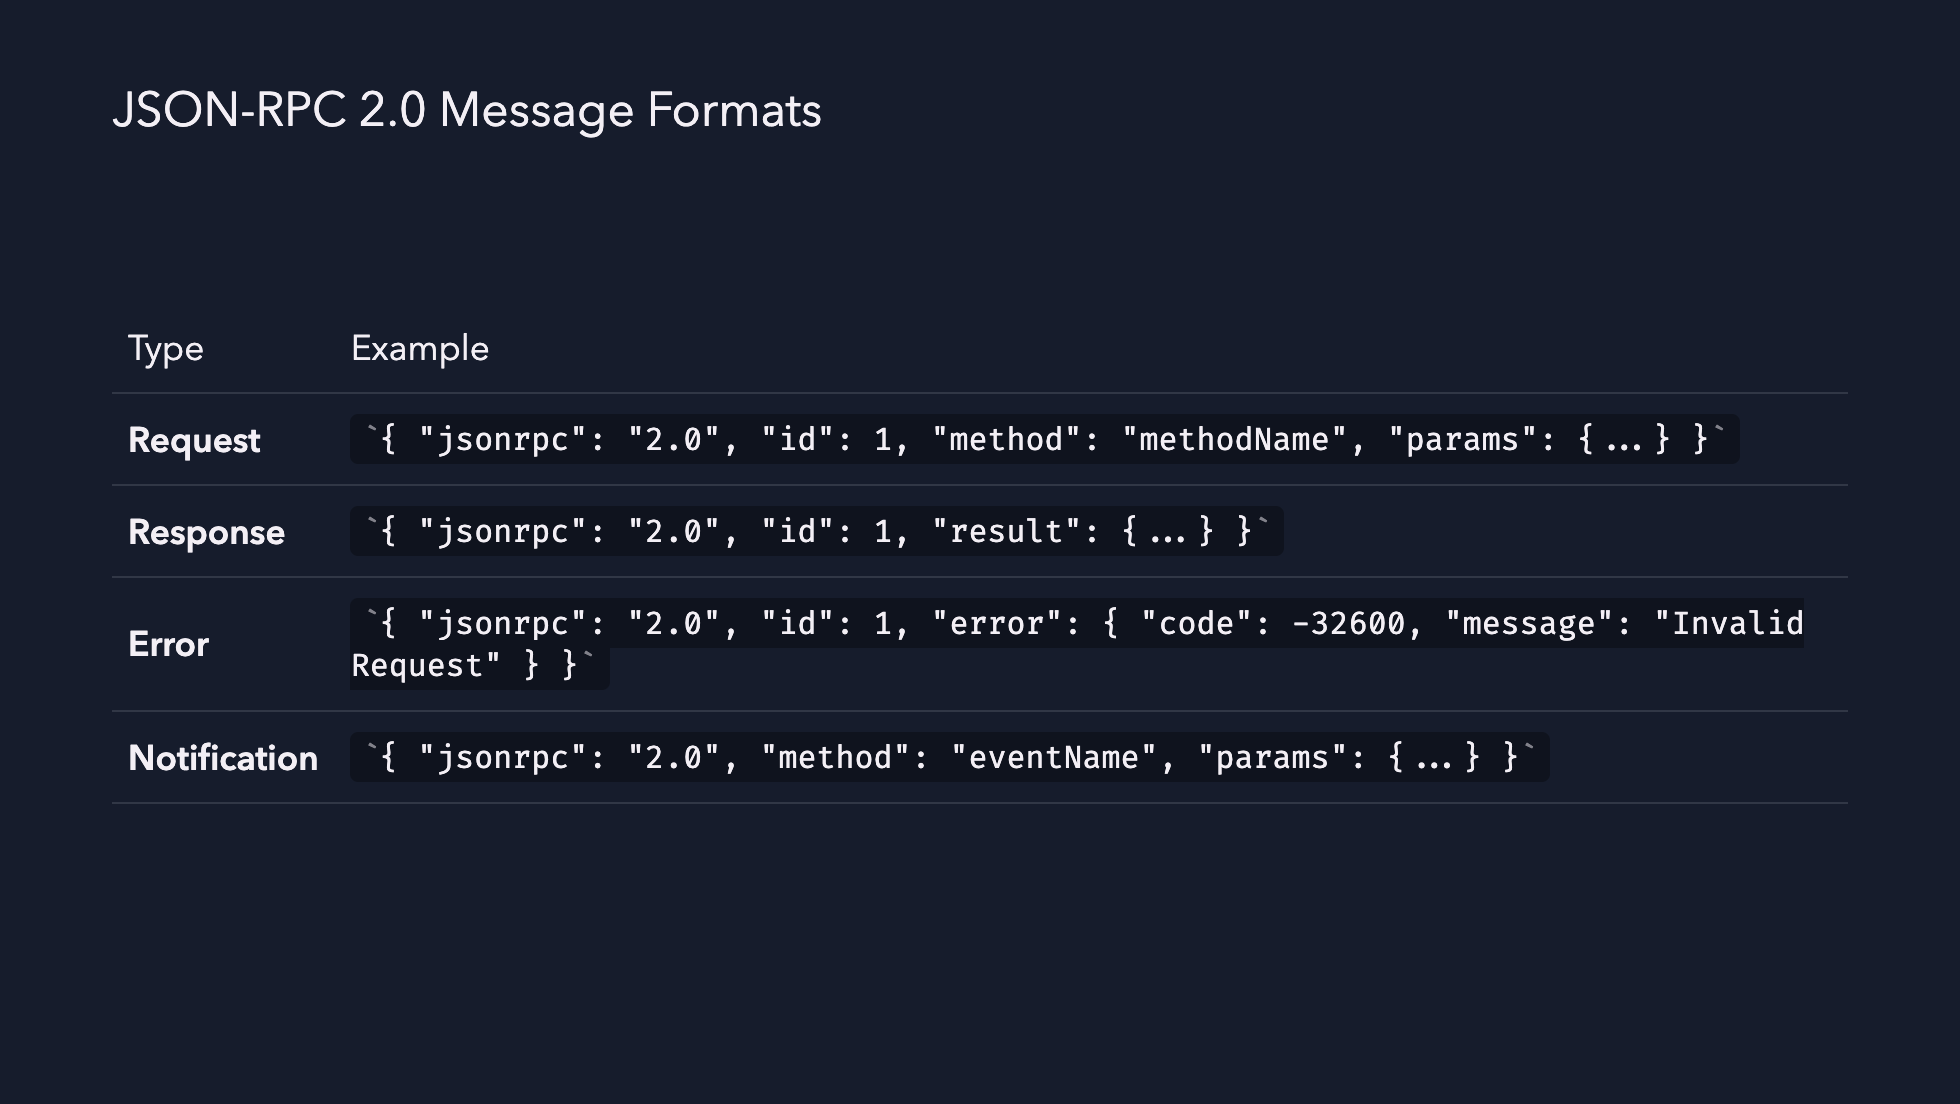 JSON-RPC 2.0 Message Formats
Type Example
Request `{ "jsonrpc": "2.0", "id": 1, "method": "methodName", "params": {...} }`
Response `{ "jsonrpc": "2.0", "id": 1, "result": {...} }`
Error `{ "jsonrpc": "2.0", "id": 1, "error": { "code": -32600, "message": "Invalid
Request" } }`
Notification `{ "jsonrpc": "2.0", "method": "eventName", "params": {...} }`